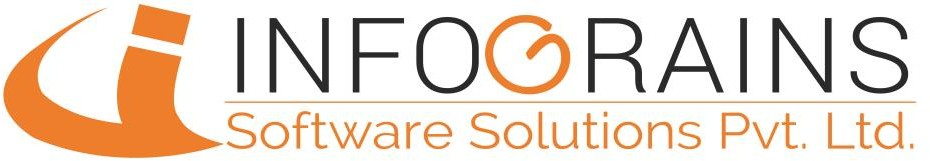 INFOGRAINS
Software Solutions Pvt. Ltd.